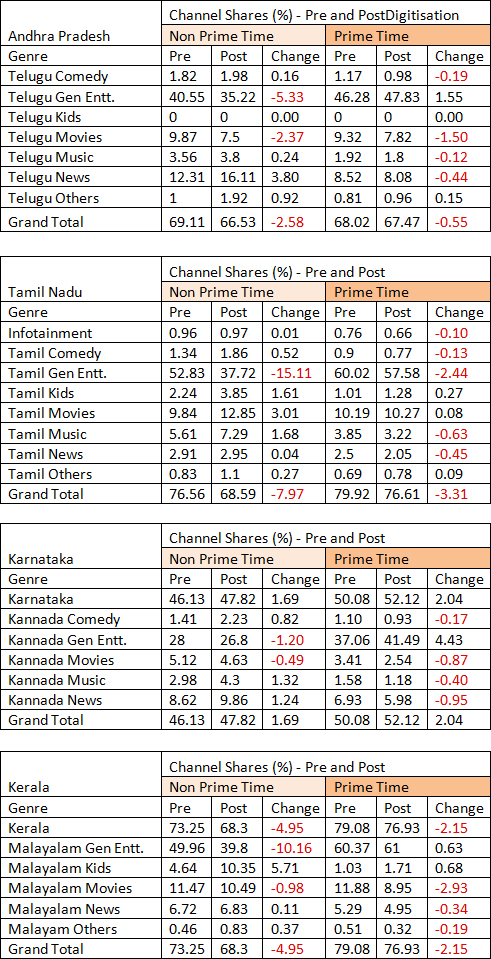 Channel Shares (%) - Pre and PostDigitisation
Andhra Pradesh Non Prime Time Prime Time
Genre Pre Post Change Pre Post Change
Telugu Comedy 1.82 1.98 0.16 1.17 0.98 -0.19
Telugu Gen Entt. 40.55 35.22 -5.33 46.28 47.83 1.55
Telugu Kids 0 0 0.00 0 0 0.00
Telugu Movies 9.87 7.5 -2.37 9.32 7.82 -1.50
Telugu Music 3.56 3.8 0.24 1.92 1.8 -0.12
Telugu News 12.31 16.11 3.80 8.52 8.08 -0.44
Telugu Others 1 1.92 0.92 0.81 0.96 0.15
Grand Total 69.11 66.53 -2.58 68.02 67.47 -0.55
Channel Shares (%) - Pre and Post
Tamil Nadu Non Prime Time Prime Time
Genre Pre Post Change Pre Post Change
Infotainment 0.96 0.97 0.01 0.76 0.66 -0.10
Tamil Comedy 1.34 1.86 0.52 0.9 0.77 -0.13
Tamil Gen Entt. 52.83 37.72 -15.11 60.02 57.58 -2.44
Tamil Kids 2.24 3.85 1.61 1.01 1.28 0.27
Tamil Movies 9.84 12.85 3.01 10.19 10.27 0.08
Tamil Music 5.61 7.29 1.68 3.85 3.22 -0.63
Tamil News 2.91 2.95 0.04 2.5 2.05 -0.45
Tamil Others 0.83 1.1 0.27 0.69 0.78 0.09
Grand Total 76.56 68.59 -7.97 79.92 76.61 -3.31
Channel Shares (%) - Pre and Post
Karnataka Non Prime Time Prime Time
Genre Pre Post Change Pre Post Change
Karnataka 46.13 47.82 1.69 50.08 52.12 2.04
Kannada Comedy 1.41 2.23 0.82 1.10 0.93 -0.17
Kannada Gen Entt. 28 26.8 -1.20 37.06 41.49 4.43
Kannada Movies 5.12 4.63 -0.49 3.41 2.54 -0.87
Kannada Music 2.98 4.3 1.32 1.58 1.18 -0.40
Kannada News 8.62 9.86 1.24 6.93 5.98 -0.95
Grand Total 46.13 47.82 1.69 50.08 52.12 2.04
Channel Shares (%) - Pre and Post
Kerala Non Prime Time Prime Time
Genre Pre Post Change Pre Post Change
Kerala 73.25 68.3 -4.95 79.08 76.93 -2.15
Malayalam Gen Entt. 49.96 39.8 -10.16 60.37 61 0.63
Malayalam Kids 4.64 10.35 5.71 1.03 1.71 0.68
Malayalam Movies 11.47 10.49 -0.98 11.88 8.95 -2.93
Malayalam News 6.72 6.83 0.11 5.29 4.95 -0.34
Malayam Others 0.46 0.83 0.37 0.51 0.32 -0.19
Grand Total 73.25 68.3 -4.95 79.08 76.93 -2.15